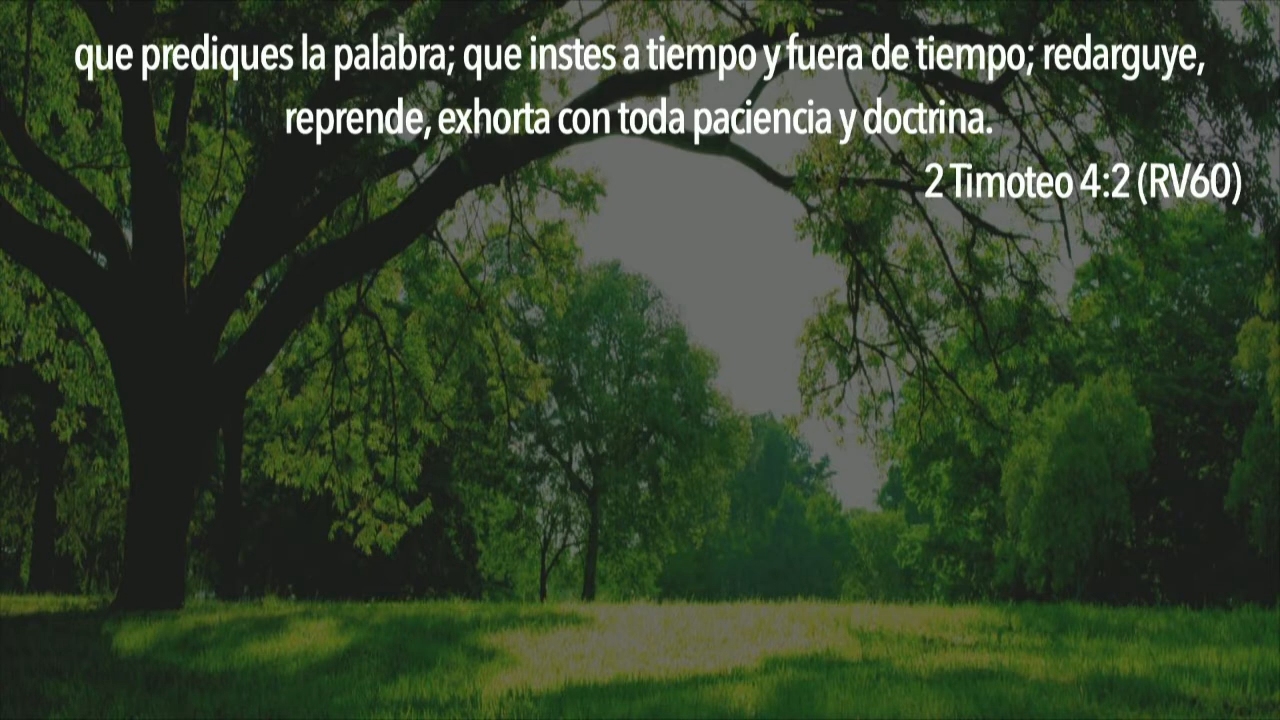 que prediques la palabra; que instes a tiempo y fuera de tiempo; redarguye,
reprende, exhorta con toda paciencia y doctrina.
2 Timoteo 4:2 (RV60)